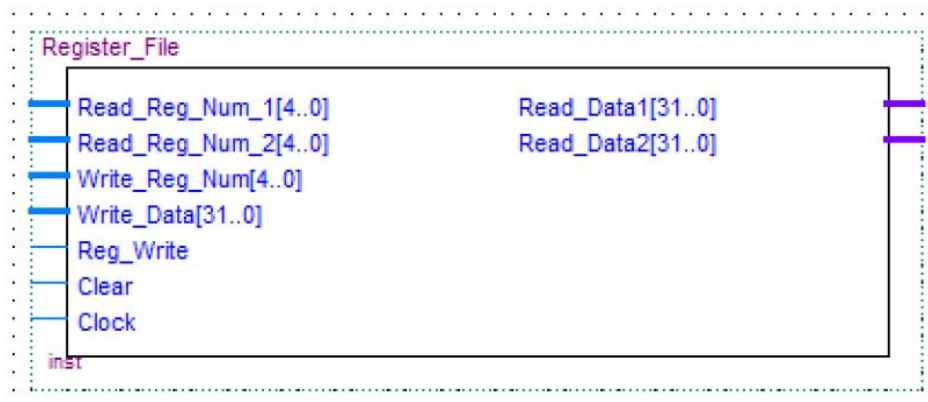 Register_File
Read_Reg_Num_1[4..0] Read_Data1[31..0]
Read_Reg_Num_2[4..0] Read_Data2[31..0]
Write_Reg_Num[4..0]
Write_Data[31..0]
Reg_Write
Clear
Clock
inst